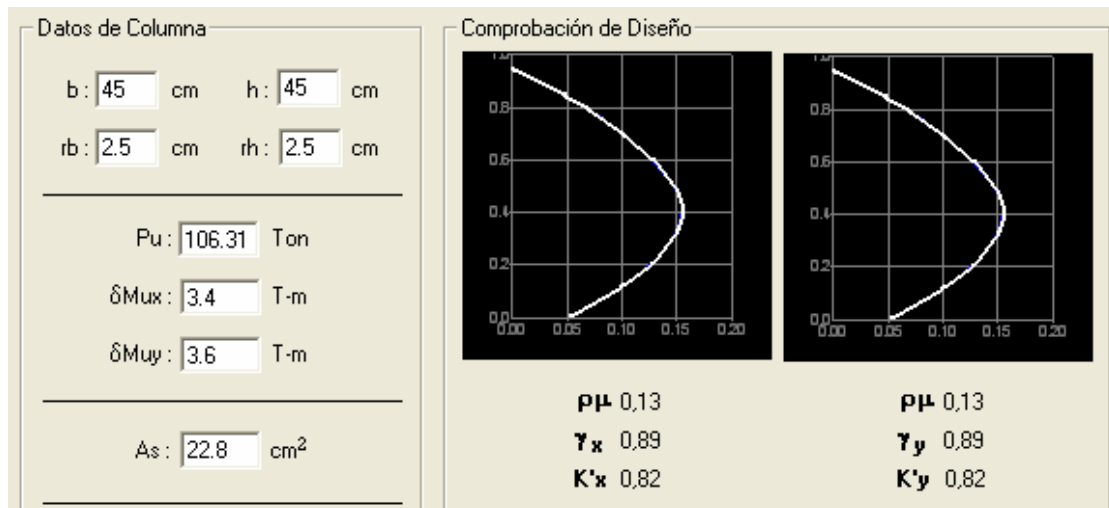 Datos de Columna
b : 45 cm h : 45 cm
rb : 2.5 cm rh : 2.5 cm
Pu : 106.31 Ton
δMux : 3.4 T-m
δMuy : 3.6 T-m
As : 22.8 cm²
Comprobación de Diseño
1.0
0.8
0.6
0.4
0.2
0.0
0.00 0.05 0.10 0.15 0.20
ρμ 0,13
γx 0,89
K'x 0,82
1.0
0.8
0.6
0.4
0.2
0.0
0.00 0.05 0.10 0.15 0.20
ρμ 0,13
γy 0,89
K'y 0,82